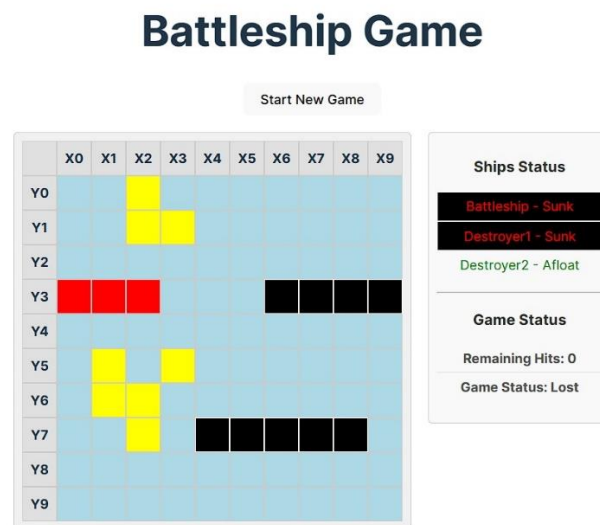 Battleship Game
Start New Game
X0 X1 X2 X3 X4 X5 X6 X7 X8 X9
Y0
Y1
Y2
Y3
Y4
Y5
Y6
Y7
Y8
Y9
Ships Status
Battleship - Sunk
Destroyer1 - Sunk
Destroyer2 - Afloat
Game Status
Remaining Hits: 0
Game Status: Lost